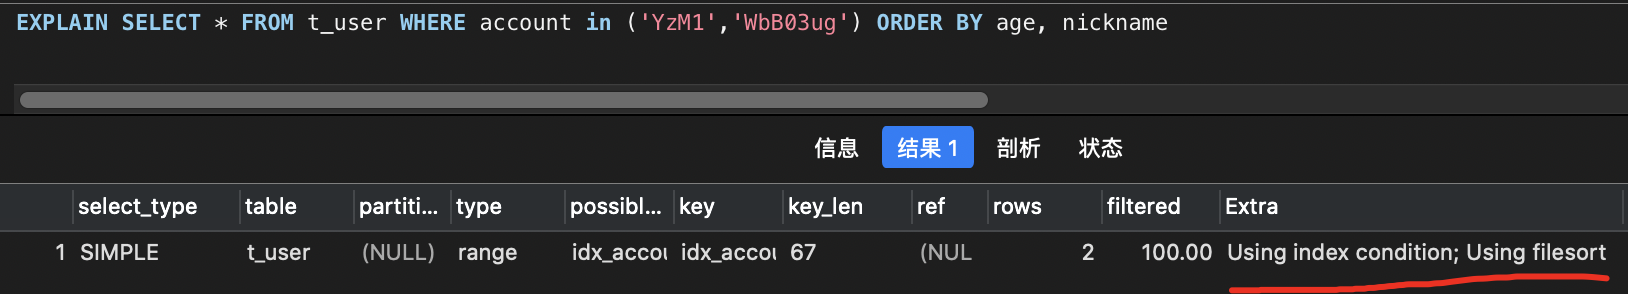 EXPLAIN SELECT * FROM t_user WHERE account in ('YzM1','WbB03ug') ORDER BY age, nickname
信息 结果 1 剖析 状态
select_type table partiti... type possibl... key key_len ref rows filtered Extra
1 SIMPLE t_user (NULL) range idx_accou idx_accou 67 (NUL 2 100.00 Using index condition; Using filesort